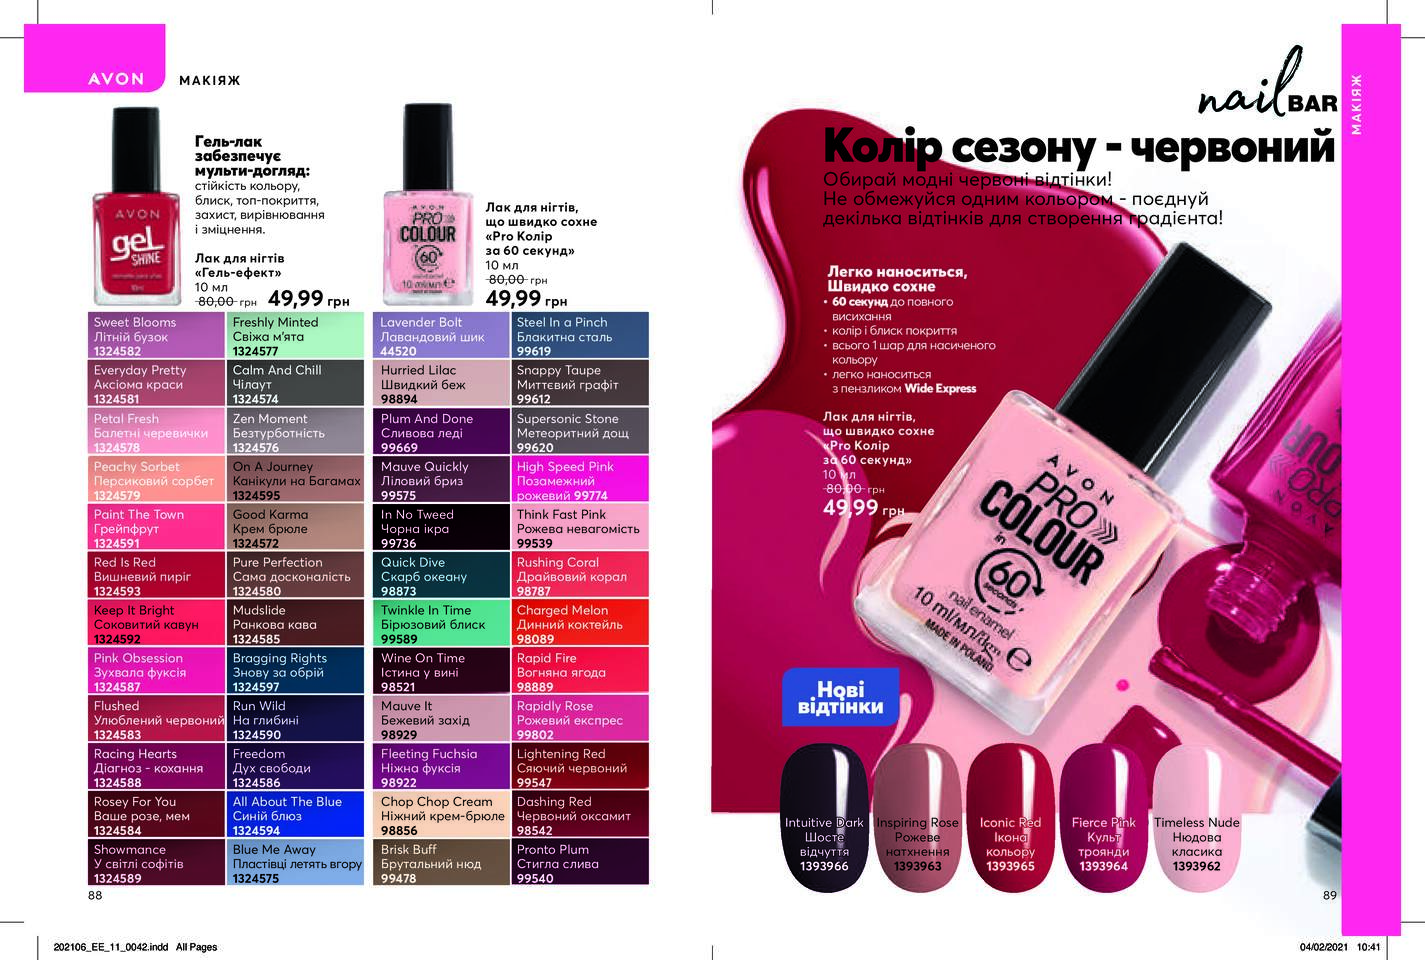 AVON
МАКІЯЖ
Гель-лак
забезпечує
мульти-догляд:
стійкість кольору,
блиск, топ-покриття,
захист, вирівнювання
і зміцнення.
Лак для нігтів
«Гель-ефект»
10 мл
80,00 грн 49,99 грн
AVON
gel
SHINE
10ml
Лак для нігтів,
що швидко сохне
«Pro Колір
за 60 секунд»
10 мл
80,00 грн
49,99 грн
AVON
PRO
COLOUR
in
60
Sweet Blooms
Літній бузок
1324582
Freshly Minted
Свіжа м'ята
1324577
Everyday Pretty
Аксіома краси
1324581
Calm And Chill
Чілаут
1324574
Petal Fresh
Балетні черевички
1324578
Zen Moment
Безтурботність
1324576
Peachy Sorbet
Персиковий сорбет
1324579
On A Journey
Канікули на Багамах
1324595
Paint The Town
Грейпфрут
1324591
Good Karma
Крем брюле
1324572
Red Is Red
Вишневий пиріг
1324593
Pure Perfection
Сама досконалість
1324580
Keep It Bright
Соковитий кавун
1324592
Mudslide
Ранкова кава
1324585
Pink Obsession
Зухвала фуксія
1324587
Bragging Rights
Знову за обрій
1324597
Flushed
Улюблений червоний
1324583
Run Wild
На глибині
1324590
Racing Hearts
Діагноз - кохання
1324588
Freedom
Дух свободи
1324586
Rosey For You
Ваше розе, мем
1324584
All About The Blue
Синій блюз
1324594
Showmance
У світлі софітів
1324589
Blue Me Away
Пластівці летять вгору
1324575
Lavender Bolt
Лавандовий шик
44520
Steel In a Pinch
Блакитна сталь
99619
Hurried Lilac
Швидкий беж
98894
Snappy Taupe
Миттєвий графіт
99612
Plum And Done
Сливова леді
99669
Supersonic Stone
Метеоритний дощ
99620
Mauve Quickly
Ліловий бриз
99575
High Speed Pink
Позамежний
рожевий 99774
In No Tweed
Чорна ікра
99736
Think Fast Pink
Рожева невагомість
99539
Quick Dive
Скарб океану
98873
Rushing Coral
Драйвовий корал
98787
Twinkle In Time
Бірюзовий блиск
99589
Charged Melon
Динний коктейль
98089
Wine On Time
Істина у вині
98521
Rapid Fire
Вогняна ягода
98889
Mauve It
Бежевий захід
98929
Rapidly Rose
Рожевий експрес
99802
Fleeting Fuchsia
Ніжна фуксія
98922
Lightening Red
Сяючий червоний
99547
Chop Chop Cream
Ніжний крем-брюле
98856
Dashing Red
Червоний оксамит
98542
Brisk Buff
Брутальний нюд
99478
Pronto Plum
Стигла слива
99540
88
nail BAR
МАКІЯЖ
Колір сезону - червоний
Обирай модні червоні відтінки!
Не обмежуйся одним кольором - поєднуй
декілька відтінків для створення градієнта!
Легко наноситься,
Швидко сохне
• 60 секунд до повного
висихання
• колір і блиск покриття
• всього 1 шар для насиченого
кольору
• легко наноситься
з пензликом Wide Express
Лак для нігтів,
що швидко сохне
«Pro Колір
за 60 секунд»
10 мл
80,00 грн
49,99 грн
AVON
PRO
COLOUR
in
60
seconds
nail enamel
10 ml/мл/
MADE IN POLAND
PRO
COLOUR
AVON
Нові
відтінки
Intuitive Dark
Шосте
відчуття
1393966
Inspiring Rose
Рожеве
натхнення
1393963
Iconic Red
Ікона
кольору
1393965
Fierce Pink
Культ
троянди
1393964
Timeless Nude
Нюдова
класика
1393962
89
202106_EE_11_0042.indd All Pages
04/02/2021 10:41